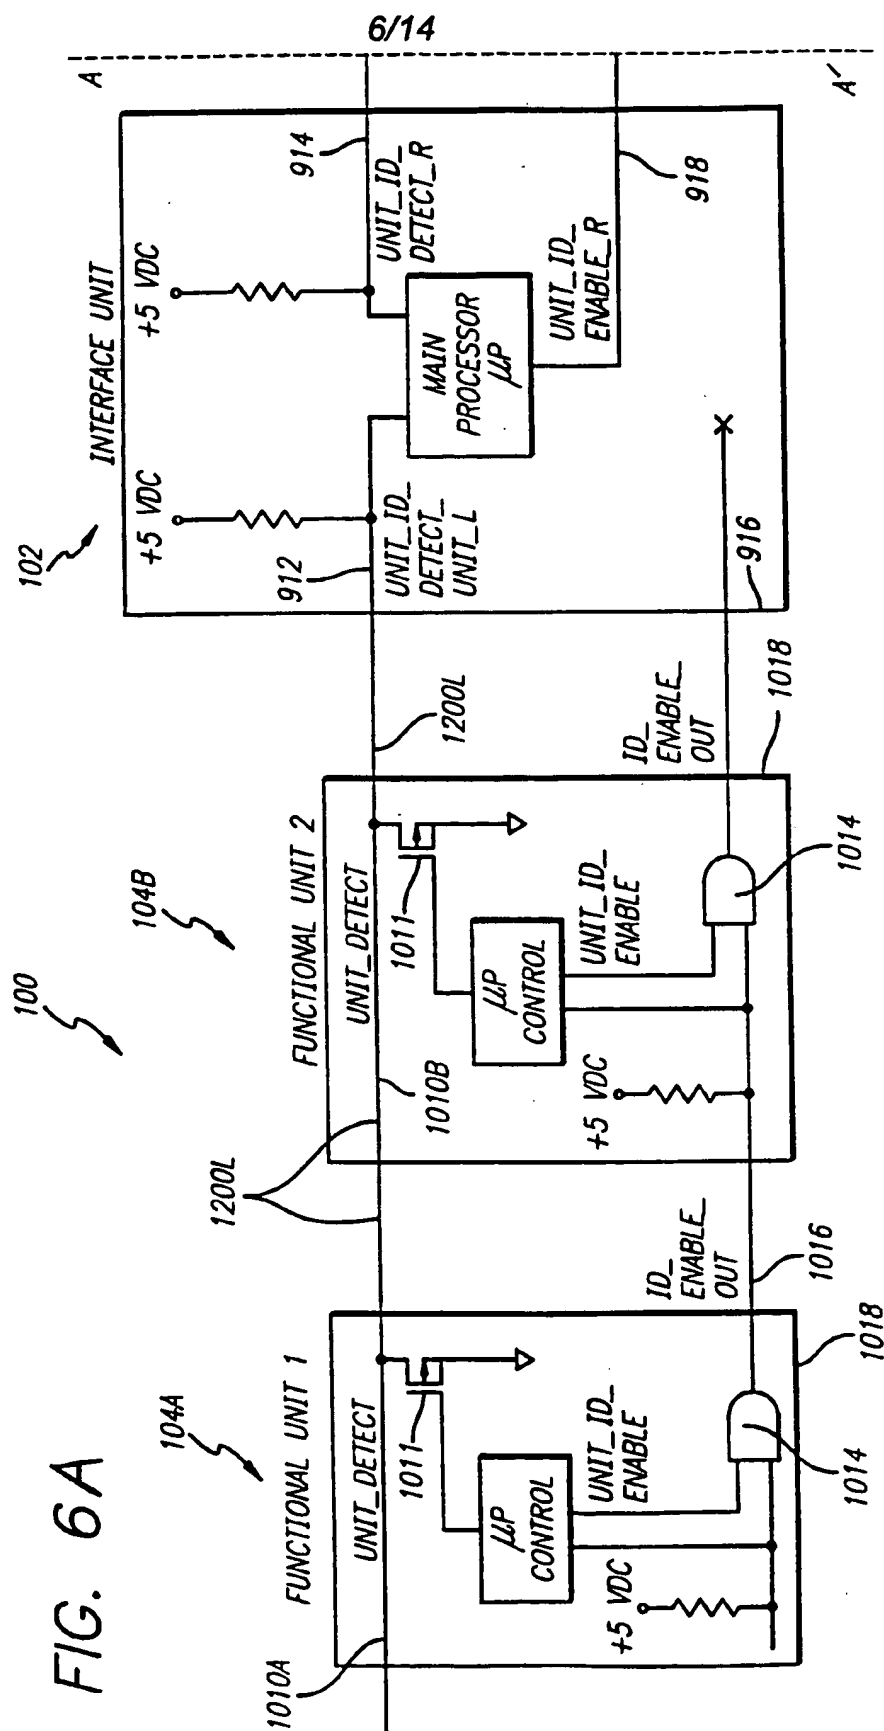 6/14
FIG. 6A
100
104A
FUNCTIONAL UNIT 1
1010A
UNIT_DETECT
1011
μP
CONTROL
+5 VDC
UNIT_ID_
ENABLE
1014
1018
ID_
ENABLE_
OUT
1016
1200L
104B
FUNCTIONAL UNIT 2
UNIT_DETECT
1010B
1011
μP
CONTROL
+5 VDC
UNIT_ID_
ENABLE
1014
1018
ID_
ENABLE_
OUT
1200L
102
INTERFACE UNIT
+5 VDC
+5 VDC
912
UNIT_ID_
DETECT_
UNIT_L
MAIN
PROCESSOR
μP
UNIT_ID_
DETECT_R
914
UNIT_ID_
ENABLE_R
918
916
A
A′